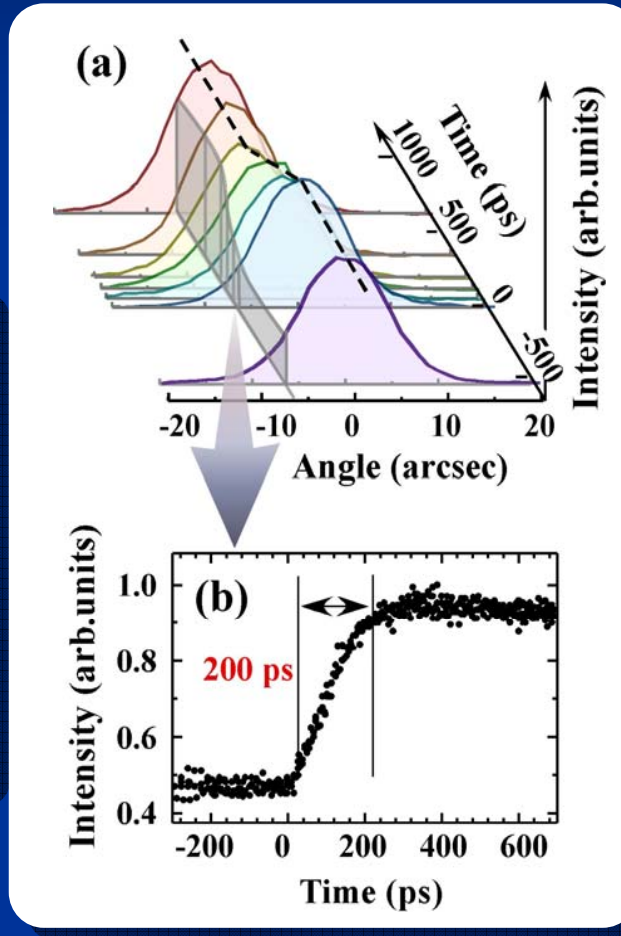 (a)
Time (ps)
1000
500
0
-500
Intensity (arb.units)
-20 -10 0 10 20
Angle (arcsec)
(b)
1.0
0.8
0.6
0.4
200 ps
Intensity (arb.units)
-200 0 200 400 600
Time (ps)